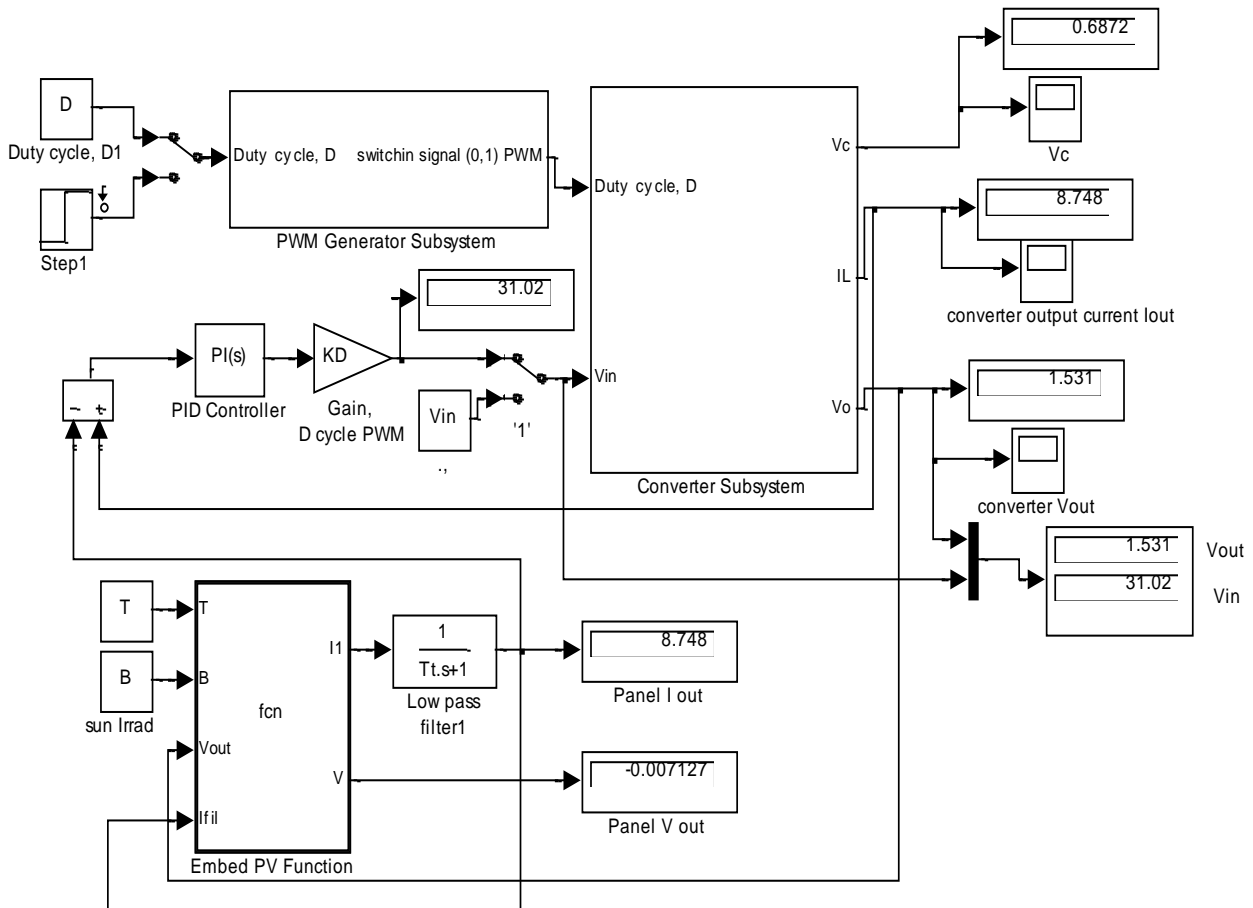 0.6872
Vc
D
Duty cycle, D1
Step1
Duty cycle, D switchin signal (0,1) PWM
PWM Generator Subsystem
Duty cycle, D
Vin
Vc
IL
Vo
Converter Subsystem
8.748
converter output current Iout
31.02
PI(s)
PID Controller
KD
Gain,
D cycle PWM
Vin
'1'
.,
- +
1.531
converter Vout
1.531
Vout
31.02
Vin
T
B
sun Irrad
T
B
Vout
Ifil
fcn
I1
V
Embed PV Function
1
Tt.s+1
Low pass
filter1
8.748
Panel I out
-0.007127
Panel V out